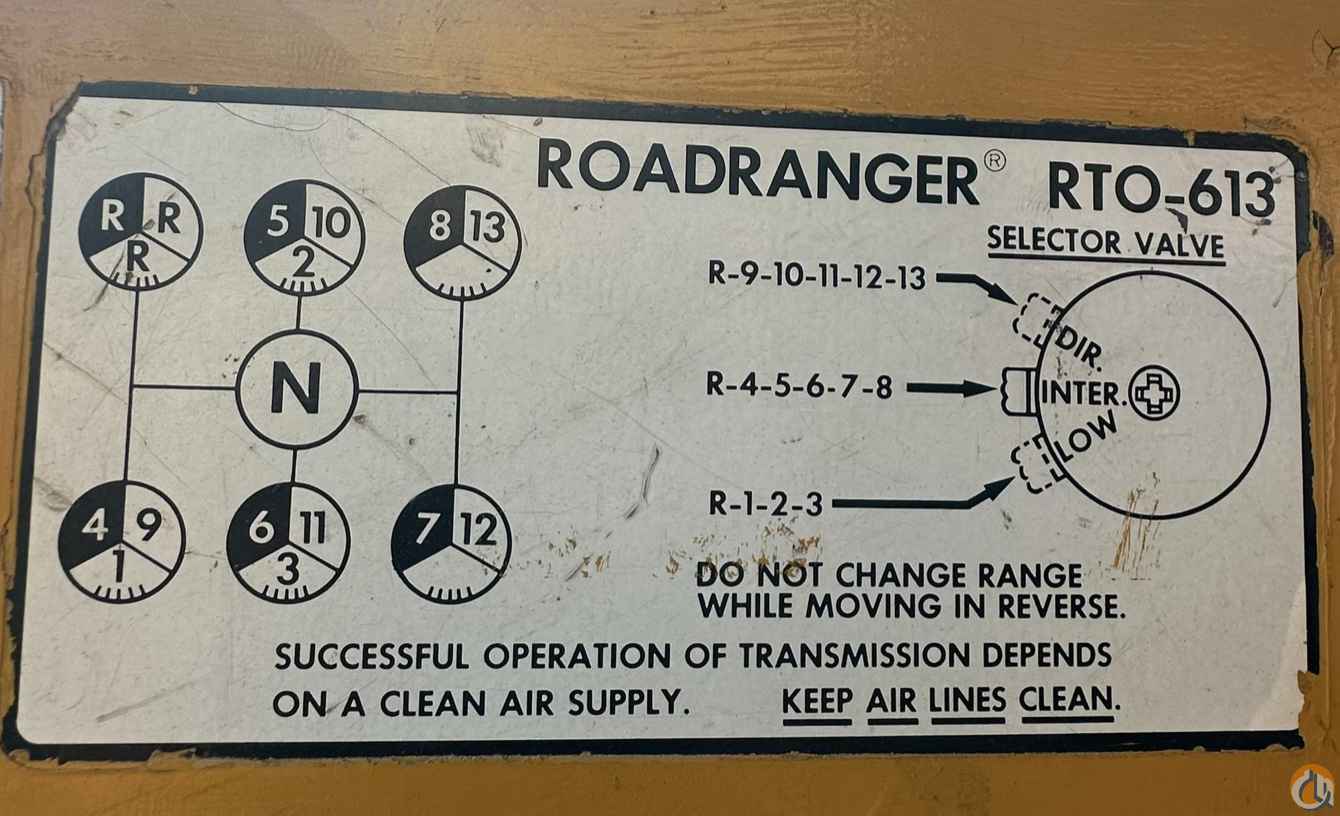 ROADRANGER® RTO-613
SELECTOR VALVE
R R R
5 10 2
8 13
N
4 9 1
6 11 3
7 12
R-9-10-11-12-13
DIR.
R-4-5-6-7-8
INTER.
R-1-2-3
LOW
DO NOT CHANGE RANGE
WHILE MOVING IN REVERSE.
SUCCESSFUL OPERATION OF TRANSMISSION DEPENDS
ON A CLEAN AIR SUPPLY. KEEP AIR LINES CLEAN.